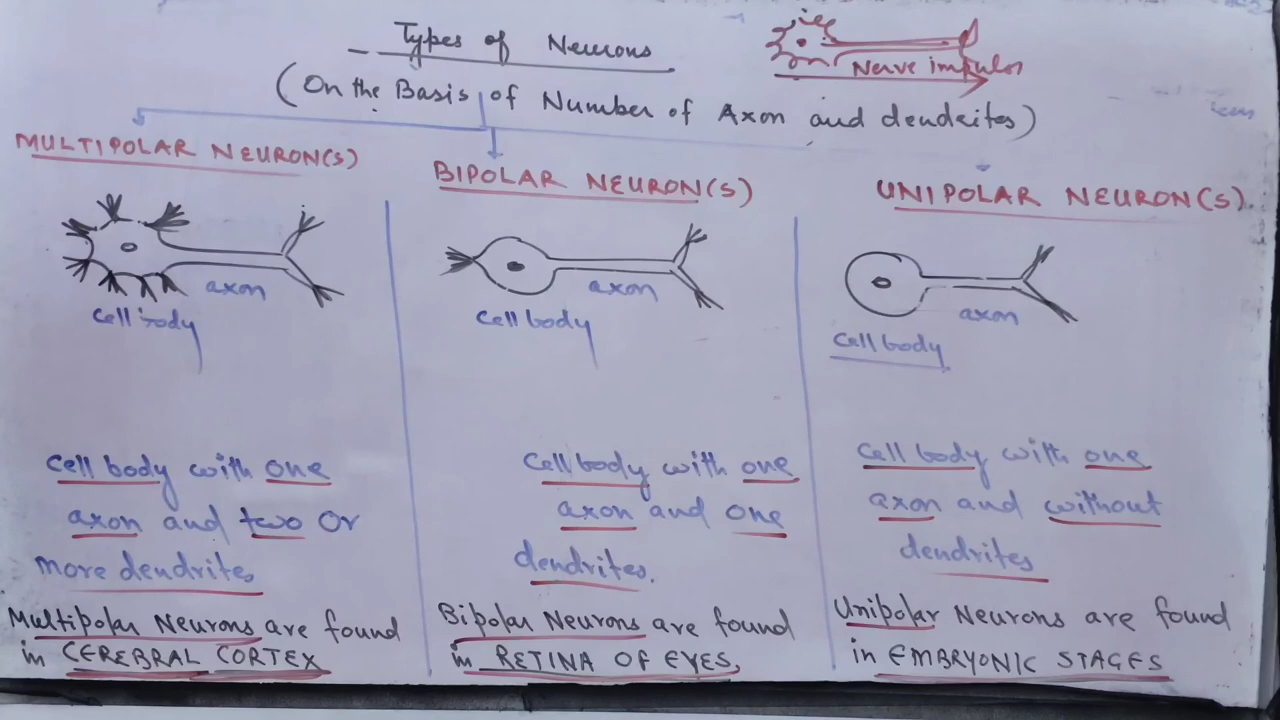 Types of Neurons
Nerve impulse
(On the Basis of Number of Axon and dendrites)
MULTIPOLAR NEURON(S)
axon
cell body
cell body with one
axon and two or
more dendrites
Multipolar Neurons are found
in CEREBRAL CORTEX
BIPOLAR NEURON(S)
axon
cell body
cell body with one
axon and one
dendrites.
Bipolar Neurons are found
in RETINA OF EYES,
UNIPOLAR NEURON(S)
axon
cell body
cell body with one
axon and without
dendrites
Unipolar Neurons are found
in EMBRYONIC STAGES